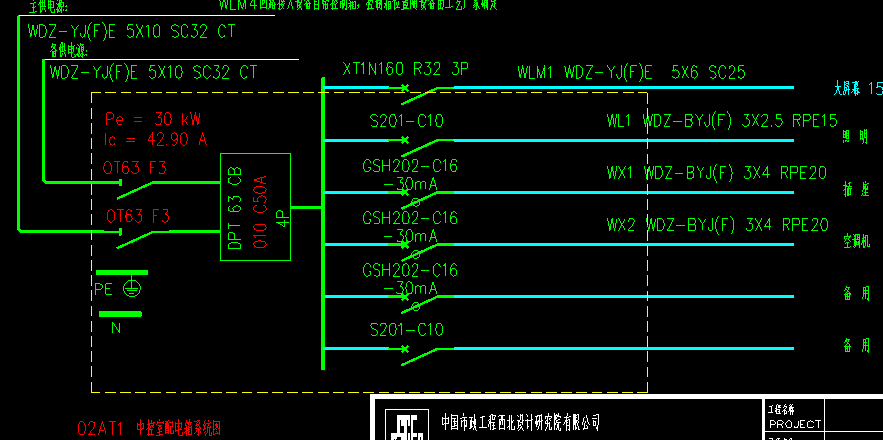 主供电源:
WDZ-YJ(F)E 5X10 SC32 CT
备供电源:
WDZ-YJ(F)E 5X10 SC32 CT
XT1N160 R32 3P
WLM1 WDZ-YJ(F)E 5X6 SC25
大屏幕 15
Pe = 30 kW
Ic = 42.90 A
S201-C10
WL1 WDZ-BYJ(F) 3X2.5 RPE15
照 明
OT63 F3
GSH202-C16
-30mA
WX1 WDZ-BYJ(F) 3X4 RPE20
插 座
DPT 63 CB
010 C50A
4P
OT63 F3
GSH202-C16
-30mA
WX2 WDZ-BYJ(F) 3X4 RPE20
空调机
GSH202-C16
-30mA
备 用
PE
N
S201-C10
备 用
02AT1 中控室配电箱系统图
中国市政工程西北设计研究院有限公司
工程名称
PROJECT